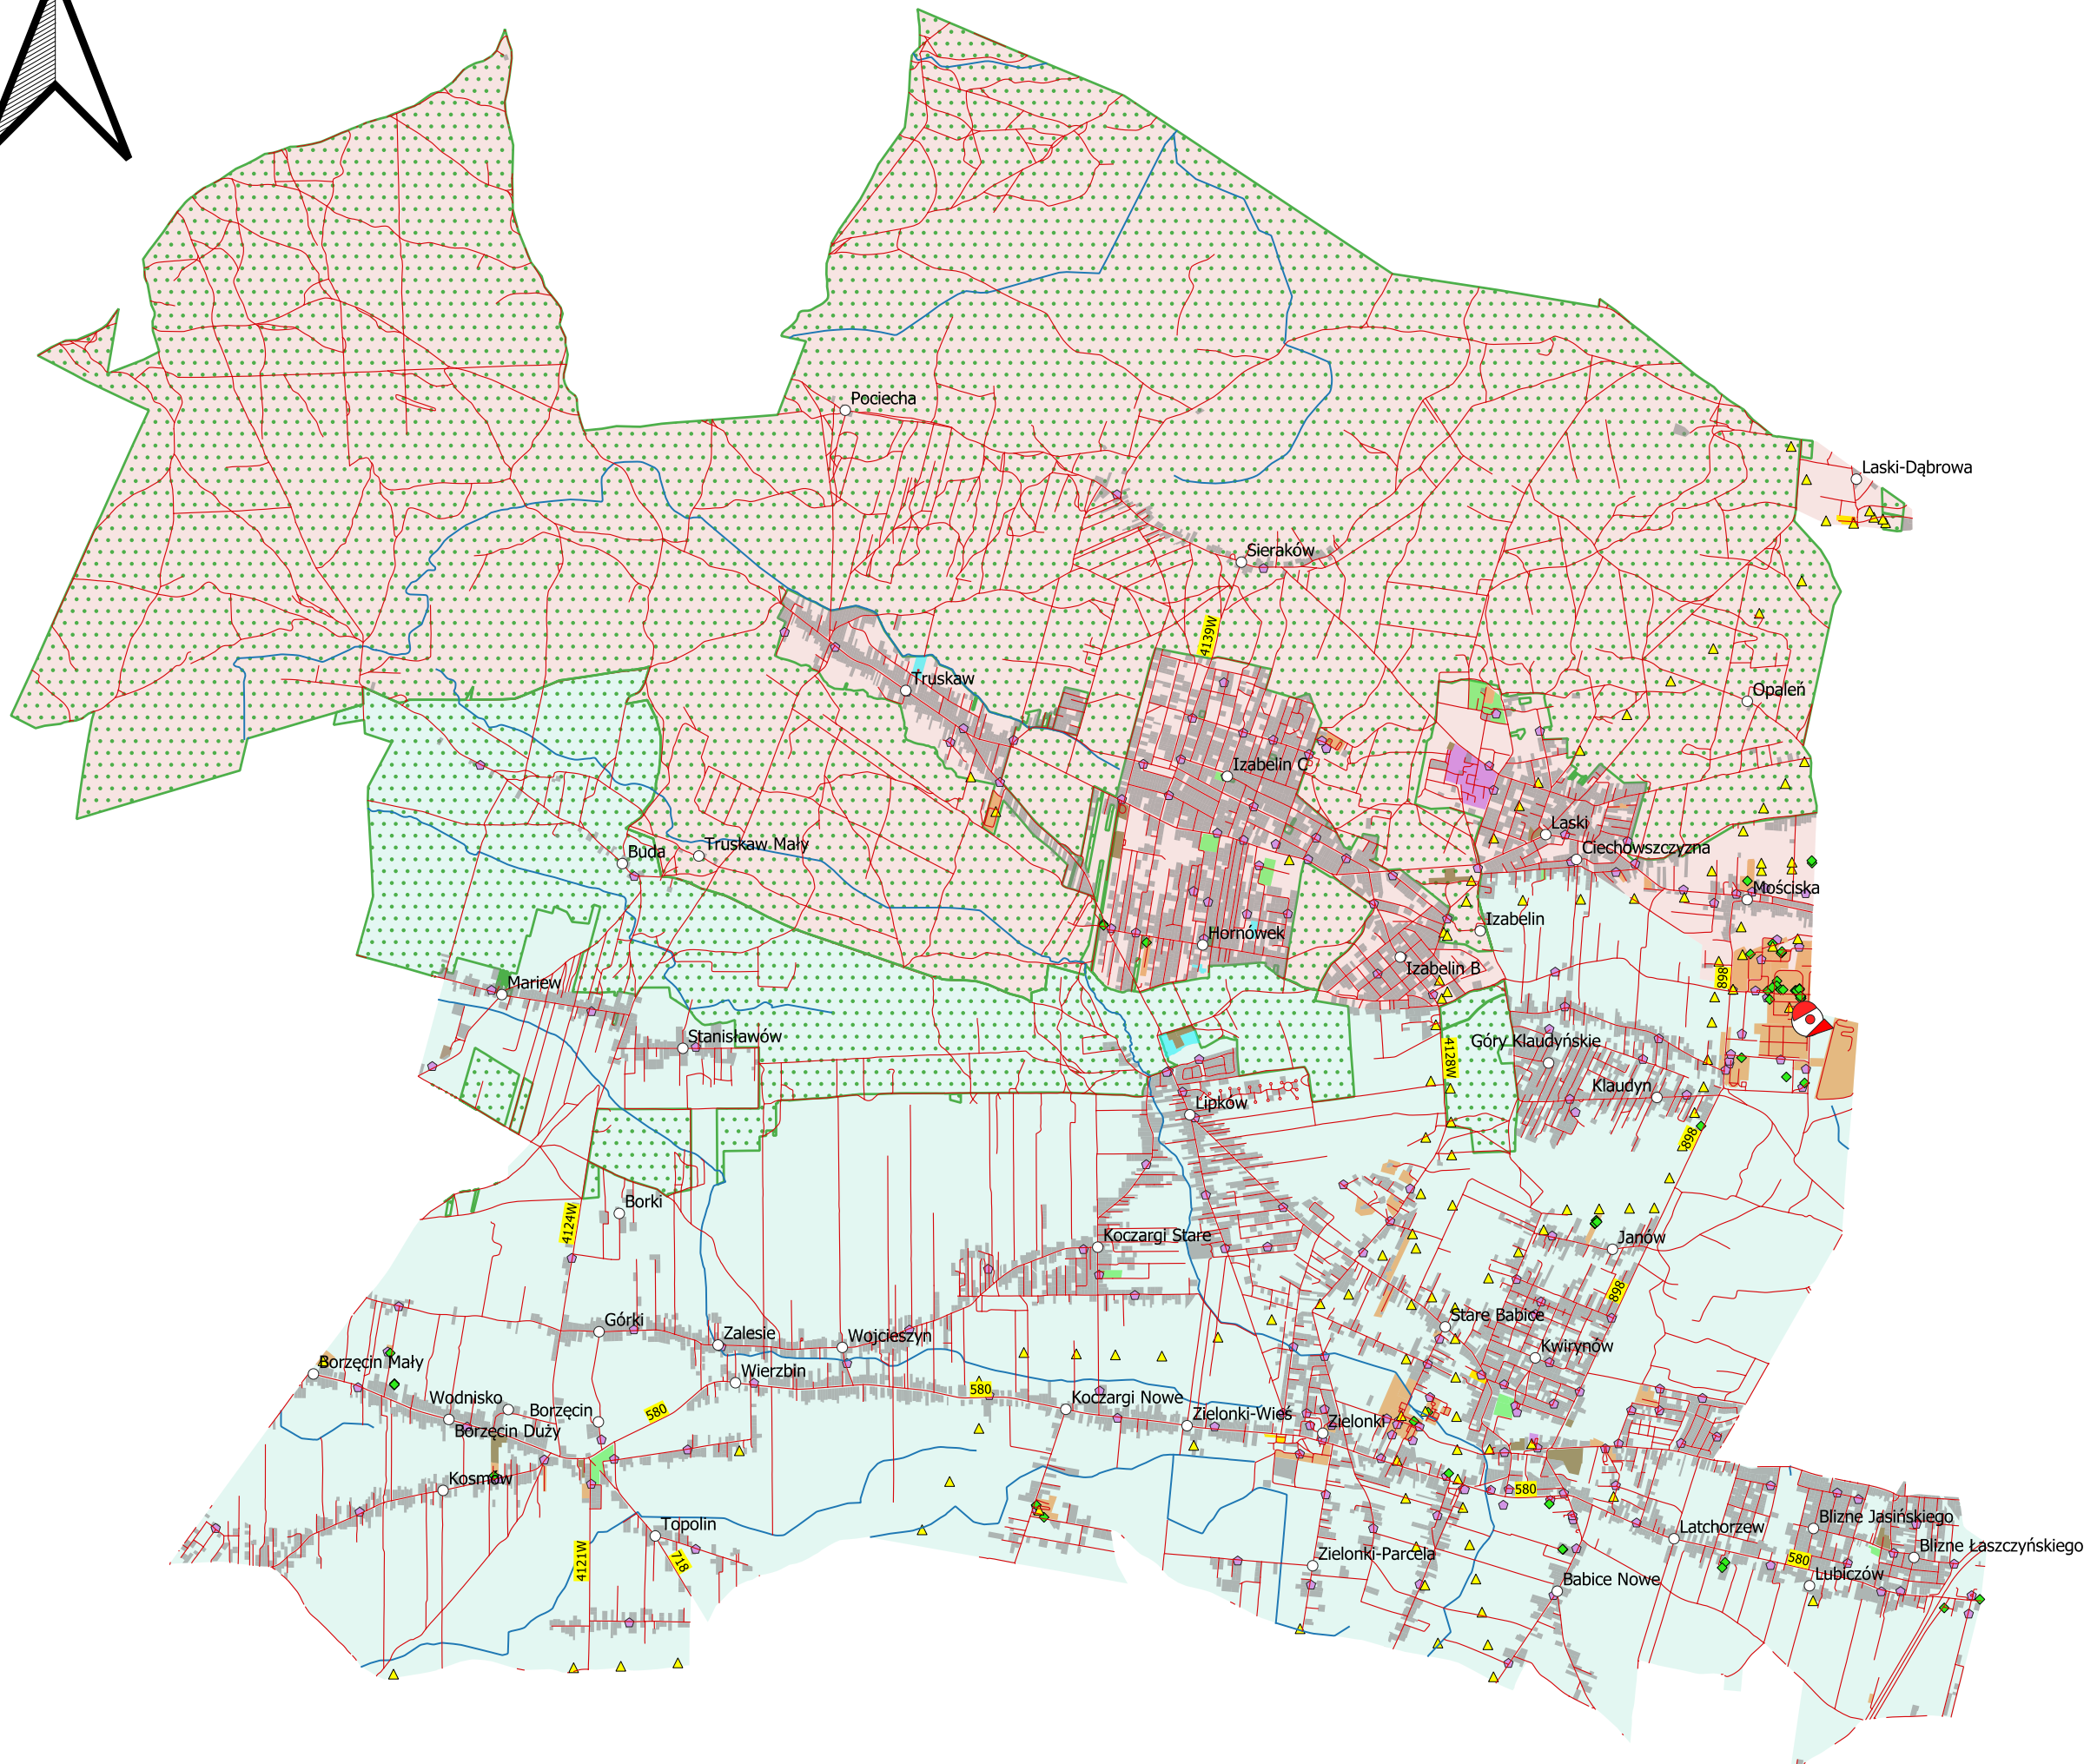 Pociecha
Laski-Dąbrowa
Sieraków
4139W
Truskaw
Opaleń
Izabelin C
Laski
Ciechowszczyzna
Buda
Truskaw Mały
Mościska
Izabelin
Hornówek
Izabelin B
898
Mariew
Stanisławów
4128W
Góry Klaudyńskie
Klaudyn
Lipków
898
Borki
4124W
Koczargi Stare
Janów
898
Górki
Zalesie
Wojcieszyn
Stare Babice
Kwirynów
Borzęcin Mały
Wierzbin
580
Wodnisko
Borzęcin
580
Koczargi Nowe
Zielonki-Wieś
Zielonki
Borzęcin Duży
Kosmów
580
Topolin
Latchorzew
Blizne Jasińskiego
Blizne Łaszczyńskiego
4121W
718
Zielonki-Parcela
580
Babice Nowe
Lubiczów